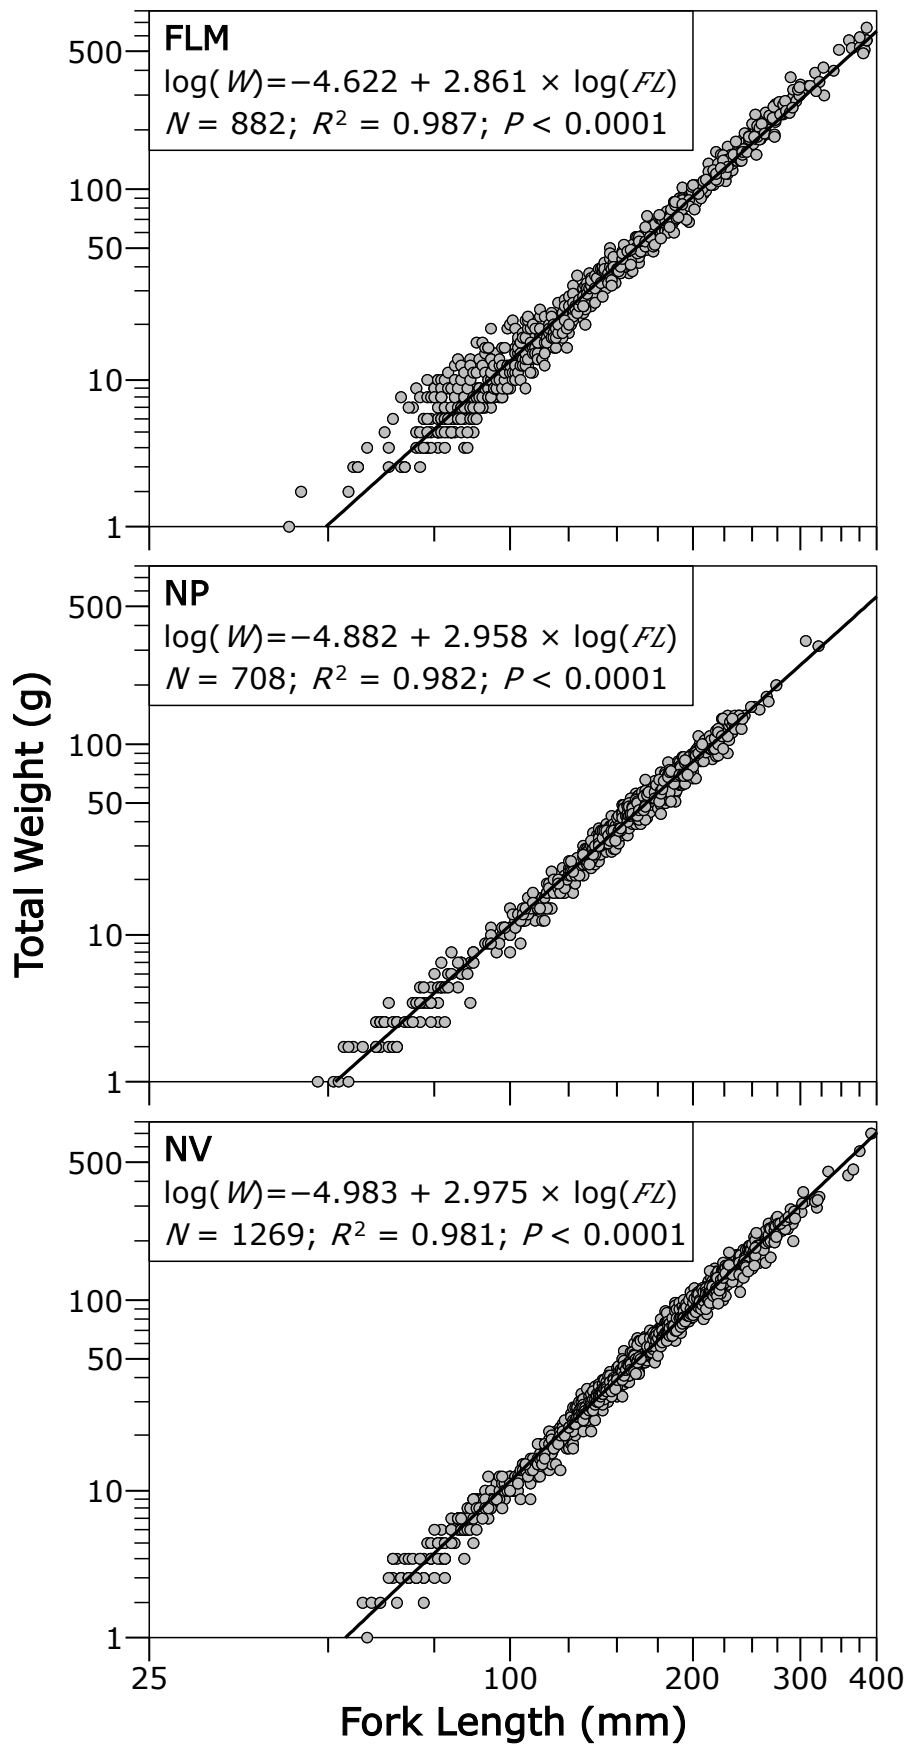 FLM
log(W)=−4.622 + 2.861 × log(FL)
N = 882; R² = 0.987; P < 0.0001
500
100
50
10
1
NP
log(W)=−4.882 + 2.958 × log(FL)
N = 708; R² = 0.982; P < 0.0001
500
100
50
10
1
Total Weight (g)
NV
log(W)=−4.983 + 2.975 × log(FL)
N = 1269; R² = 0.981; P < 0.0001
500
100
50
10
1
25 100 200 300 400
Fork Length (mm)